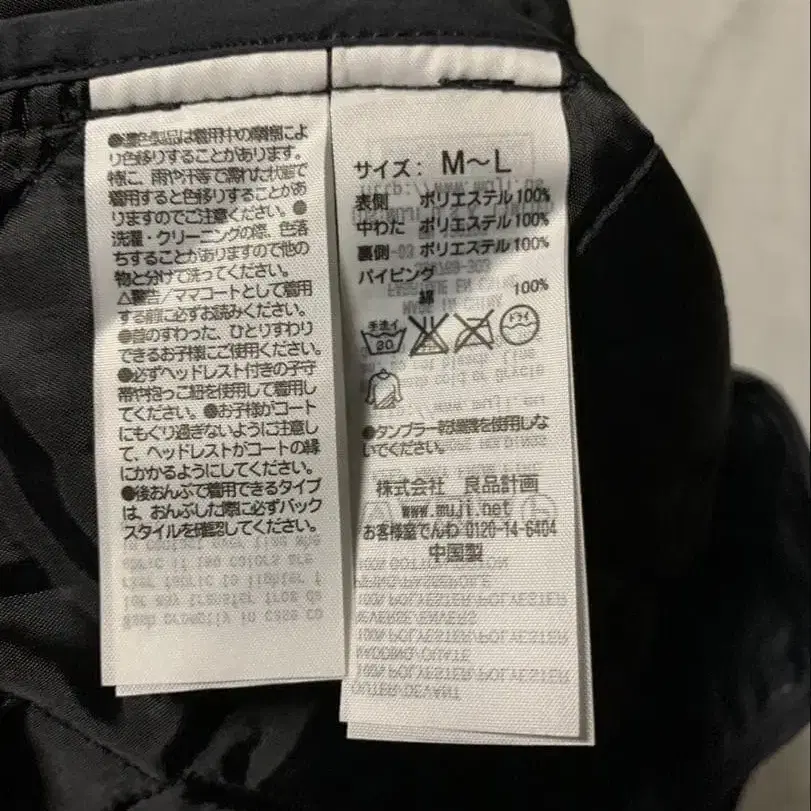 ●濃色製品は着用中の摩擦によ
り色移りすることがあります。
特に、雨や汗等で濡れた状態で
着用すると色移りすることがあ
りますのでご注意ください。●
洗濯・クリーニングの際、色落
ちすることがありますので他の
物と分けて洗ってください。
△警告/ママコートとして着用
する前に必ずお読みください。
●首のすわった、ひとりすわり
できるお子様にご使用ください。
●必ずヘッドレスト付きの子守
帯や抱っこ紐を使用して着用し
てください。●お子様がコート
にもぐり過ぎないように注意し
て、ヘッドレストがコートの縁
にかかるようにしてください。
●後おんぶで着用できるタイプ
は、おんぶした際に必ずバック
スタイルを確認してください。
サイズ: M～L
表側 ポリエステル100%
中わた ポリエステル100%
裏側 ポリエステル100%
パイピング
綿 100%
手洗イ
30
ドライ
●タンブラー乾燥機を使用しな
いでください。
株式会社 良品計画
www.muji.net
お客様室でんわ 0120-14-6404
中国製